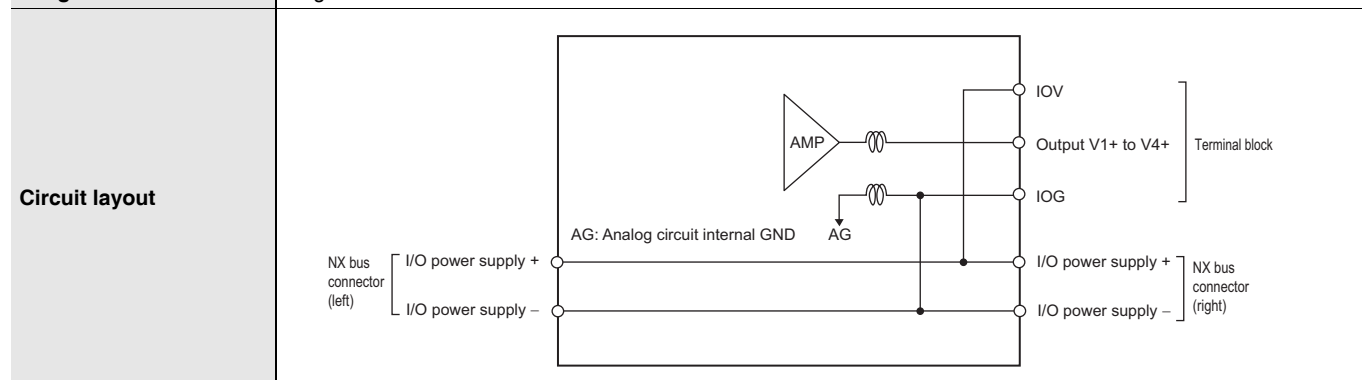 Circuit layout
IOV
AMP
Output V1+ to V4+
Terminal block
IOG
AG: Analog circuit internal GND
AG
NX bus
connector
(left)
I/O power supply +
I/O power supply −
I/O power supply +
I/O power supply −
NX bus
connector
(right)